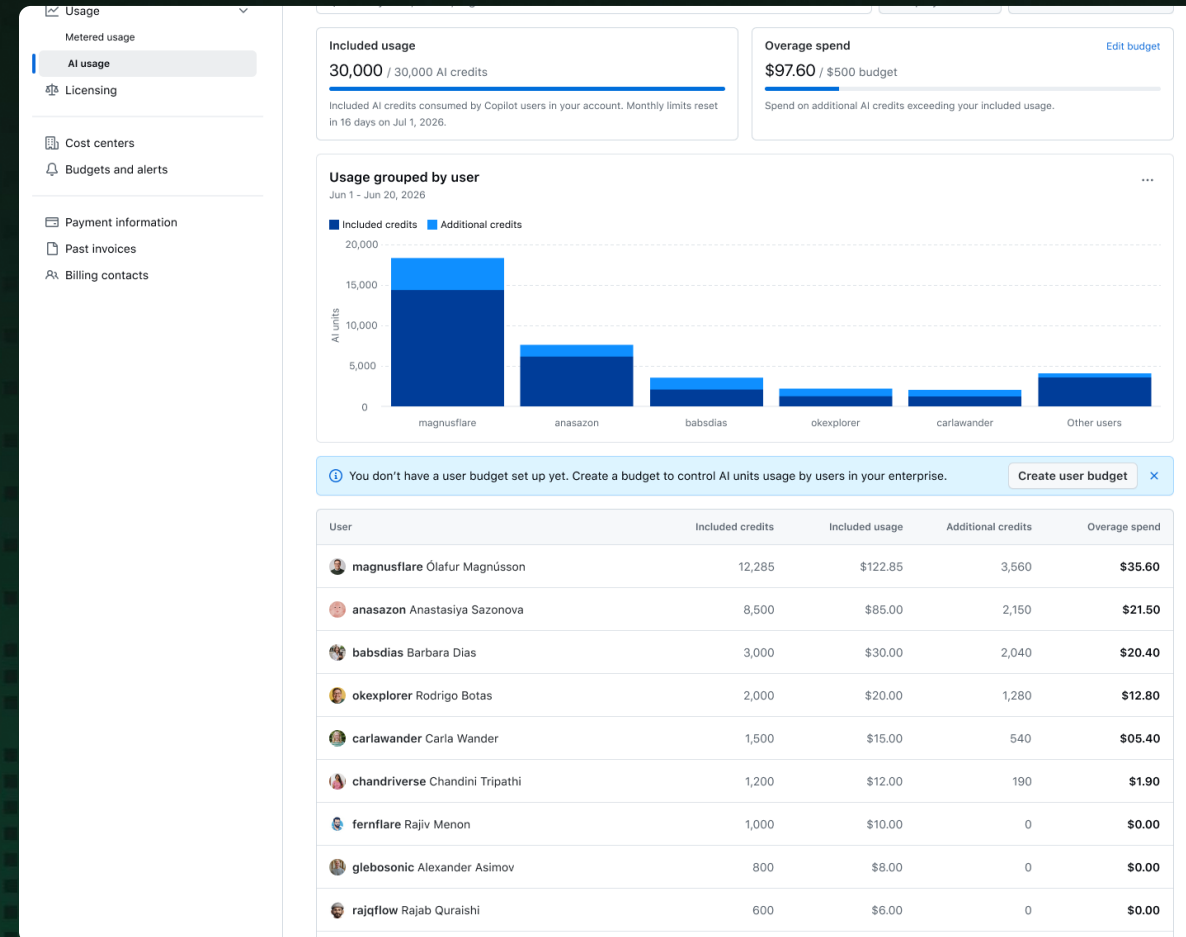 Usage
Metered usage
AI usage
Licensing
Cost centers
Budgets and alerts
Payment information
Past invoices
Billing contacts
Included usage
30,000 / 30,000 AI credits
Included AI credits consumed by Copilot users in your account. Monthly limits reset
in 16 days on Jul 1, 2026.
Overage spend
Edit budget
$97.60 / $500 budget
Spend on additional AI credits exceeding your included usage.
Usage grouped by user
Jun 1 - Jun 20, 2026
Included credits Additional credits
AI units
20,000
15,000
10,000
5,000
0
magnusflare anasazon babsdias okexplorer carlawander Other users
You don't have a user budget set up yet. Create a budget to control AI units usage by users in your enterprise.
Create user budget
User Included credits Included usage Additional credits Overage spend
magnusflare Ólafur Magnússon 12,285 $122.85 3,560 $35.60
anasazon Anastasiya Sazonova 8,500 $85.00 2,150 $21.50
babsdias Barbara Dias 3,000 $30.00 2,040 $20.40
okexplorer Rodrigo Botas 2,000 $20.00 1,280 $12.80
carlawander Carla Wander 1,500 $15.00 540 $05.40
chandriverse Chandini Tripathi 1,200 $12.00 190 $1.90
fernflare Rajiv Menon 1,000 $10.00 0 $0.00
glebosonic Alexander Asimov 800 $8.00 0 $0.00
rajqflow Rajab Quraishi 600 $6.00 0 $0.00